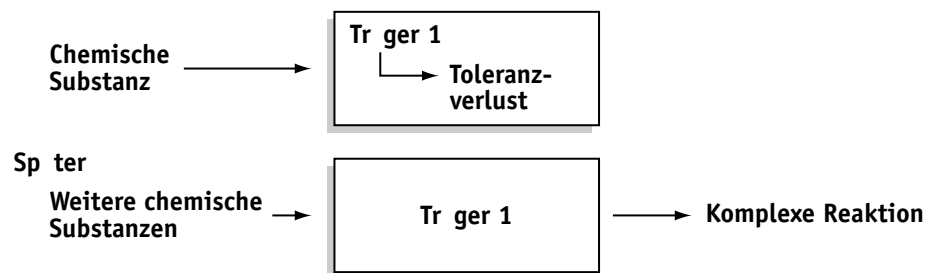 Chemische
Substanz
Tr ger 1
Toleranz-
verlust
Sp ter
Weitere chemische
Substanzen
Tr ger 1
Komplexe Reaktion